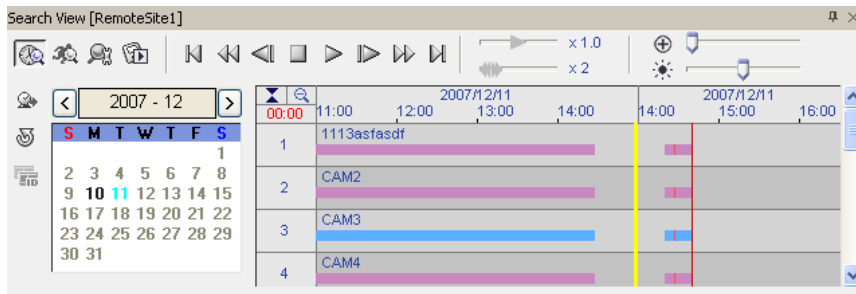 Search View [RemoteSite1]
x 1.0
x 2
2007 - 12
S M T W T F S
1
2 3 4 5 6 7 8
9 10 11 12 13 14 15
16 17 18 19 20 21 22
23 24 25 26 27 28 29
30 31
00:00
2007/12/11 2007/12/11
11:00 12:00 13:00 14:00 14:00 15:00 16:00
1 1113asfasdf
2 CAM2
3 CAM3
4 CAM4
ID